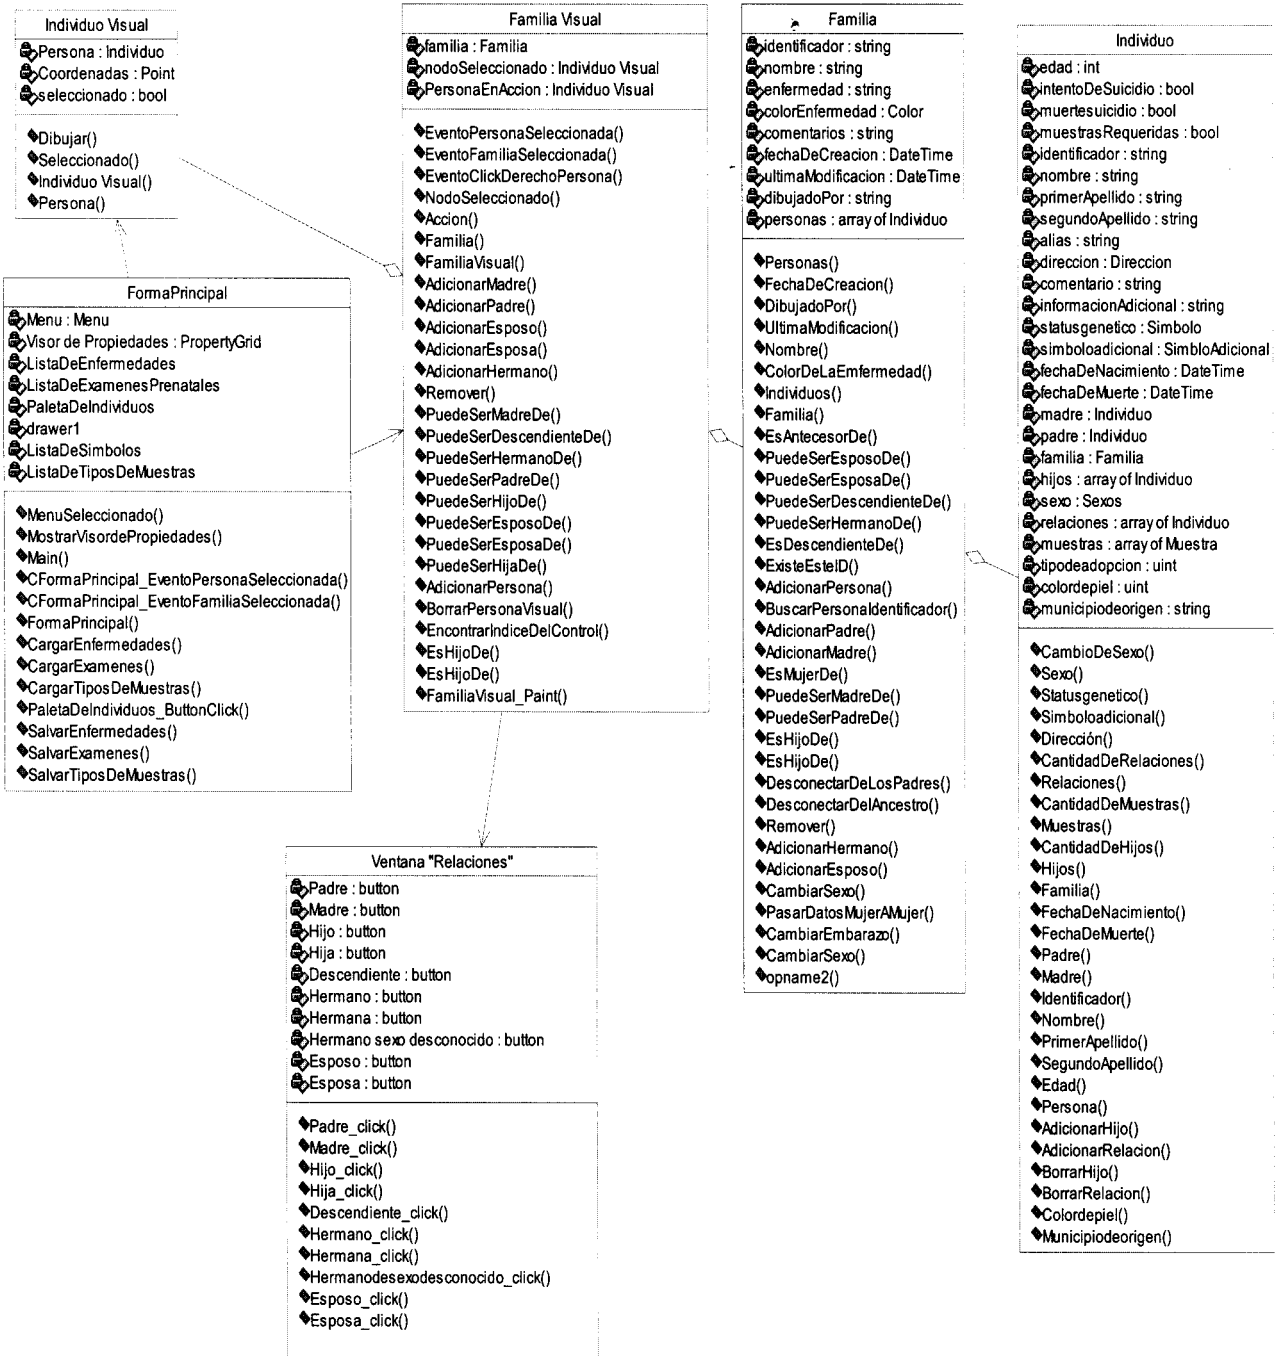 Individuo Visual
Persona : Individuo
Coordenadas : Point
seleccionado : bool
Dibujar()
Seleccionado()
Individuo Visual()
Persona()
FormaPrincipal
Menu : Menu
Visor de Propiedades : PropertyGrid
ListaDeEnfermedades
ListaDeExamenesPrenatales
PaletaDeIndividuos
drawer1
ListaDeSimbolos
ListaDeTiposDeMuestras
MenuSeleccionado()
MostrarVisordePropiedades()
Main()
CFormaPrincipal_EventoPersonaSeleccionada()
CFormaPrincipal_EventoFamiliaSeleccionada()
FormaPrincipal()
CargarEnfermedades()
CargarExamenes()
CargarTiposDeMuestras()
PaletaDeIndividuos_ButtonClick()
SalvarEnfermedades()
SalvarExamenes()
SalvarTiposDeMuestras()
Familia Visual
familia : Familia
nodoSeleccionado : Individuo Visual
PersonaEnAccion : Individuo Visual
EventoPersonaSeleccionada()
EventoFamiliaSeleccionada()
EventoClickDerechoPersona()
NodoSeleccionado()
Accion()
Familia()
FamiliaVisual()
AdicionarMadre()
AdicionarPadre()
AdicionarEsposo()
AdicionarEsposa()
AdicionarHermano()
Remover()
PuedeSerMadreDe()
PuedeSerDescendienteDe()
PuedeSerHermanoDe()
PuedeSerPadreDe()
PuedeSerHijoDe()
PuedeSerEsposoDe()
PuedeSerEsposaDe()
PuedeSerHijaDe()
AdicionarPersona()
BorrarPersonaVisual()
EncontrarIndiceDelControl()
EsHijoDe()
EsHijoDe()
FamiliaVisual_Paint()
Ventana "Relaciones"
Padre : button
Madre : button
Hijo : button
Hija : button
Descendiente : button
Hermano : button
Hermana : button
Hermano sexo desconocido : button
Esposo : button
Esposa : button
Padre_click()
Madre_click()
Hijo_click()
Hija_click()
Descendiente_click()
Hermano_click()
Hermana_click()
Hermanodesexodesconocido_click()
Esposo_click()
Esposa_click()
Familia
identificador : string
nombre : string
enfermedad : string
colorEnfermedad : Color
comentarios : string
fechaDeCreacion : DateTime
ultimaModificacion : DateTime
dibujadoPor : string
personas : array of Individuo
Personas()
FechaDeCreacion()
DibujadoPor()
UltimaModificacion()
Nombre()
ColorDeLaEmfermedad()
Individuos()
Familia()
EsAntecesorDe()
PuedeSerEsposoDe()
PuedeSerEsposaDe()
PuedeSerDescendienteDe()
PuedeSerHermanoDe()
EsDescendienteDe()
ExisteEsteID()
AdicionarPersona()
BuscarPersonaIdentificador()
AdicionarPadre()
AdicionarMadre()
EsMujerDe()
PuedeSerMadreDe()
PuedeSerPadreDe()
EsHijoDe()
EsHijoDe()
DesconectarDeLosPadres()
DesconectarDelAncestro()
Remover()
AdicionarHermano()
AdicionarEsposo()
CambiarSexo()
PasarDatosMujerAMujer()
CambiarEmbarazo()
CambiarSexo()
opname2()
Individuo
edad : int
intentoDeSuicidio : bool
muertesuicidio : bool
muestrasRequeridas : bool
identificador : string
nombre : string
primerApellido : string
segundoApellido : string
alias : string
direccion : Direccion
comentario : string
informacionAdicional : string
statusgenetico : Simbolo
simboloadicional : SimbloAdicional
fechaDeNacimiento : DateTime
fechaDeMuerte : DateTime
madre : Individuo
padre : Individuo
familia : Familia
hijos : array of Individuo
sexo : Sexos
relaciones : array of Individuo
muestras : array of Muestra
tipodeadopcion : uint
colordepiel : uint
municipiodeorigen : string
CambioDeSexo()
Sexo()
Statusgenetico()
Simboloadicional()
Dirección()
CantidadDeRelaciones()
Relaciones()
CantidadDeMuestras()
Muestras()
CantidadDeHijos()
Hijos()
Familia()
FechaDeNacimiento()
FechaDeMuerte()
Padre()
Madre()
Identificador()
Nombre()
PrimerApellido()
SegundoApellido()
Edad()
Persona()
AdicionarHijo()
AdicionarRelacion()
BorrarHijo()
BorrarRelacion()
Colordepiel()
Municipiodeorigen()